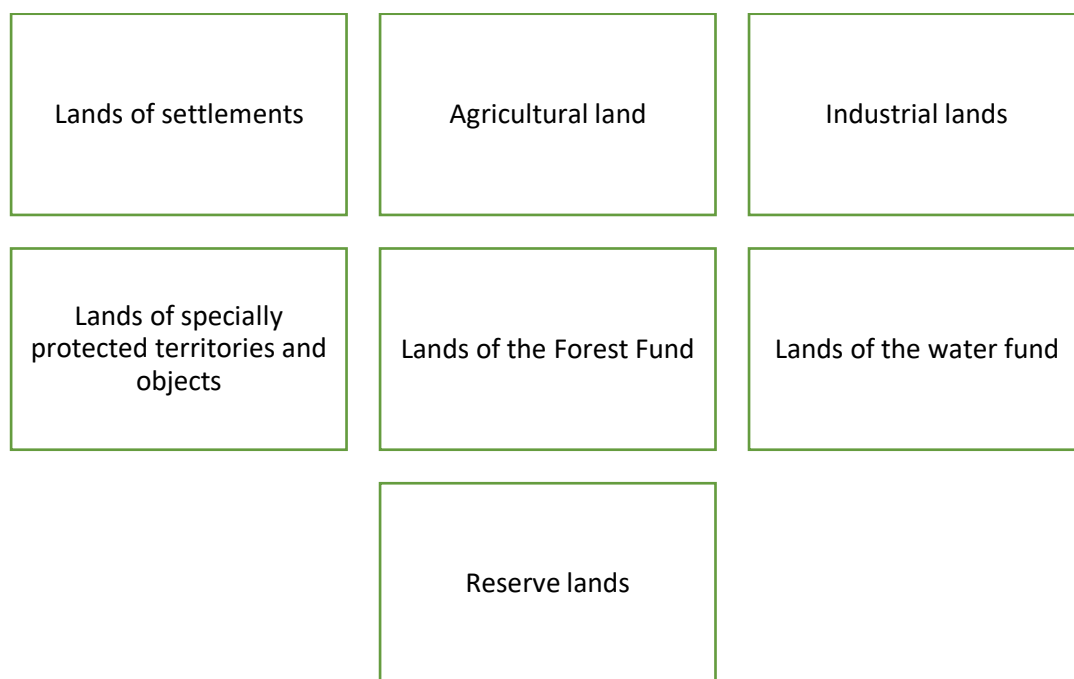 Lands of settlements
Agricultural land
Industrial lands
Lands of specially
protected territories and
objects
Lands of the Forest Fund
Lands of the water fund
Reserve lands